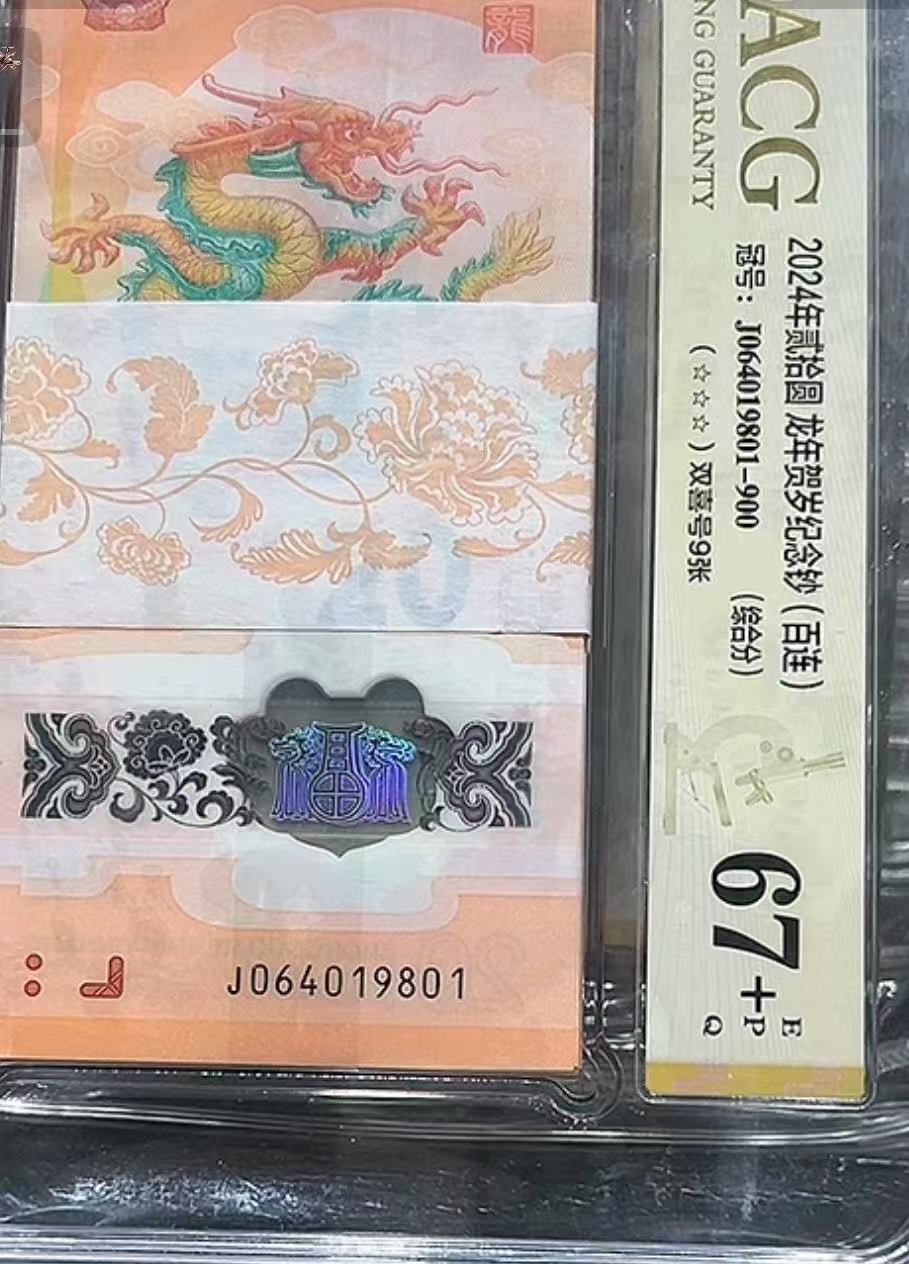 龍
J064019801
ACG
NG GUARANTY
2024年贰拾圆 龙年贺岁纪念钞（百连）
冠号：J064019801-900 （综合分）
（☆☆☆）双喜号9张
67+
E
P
Q